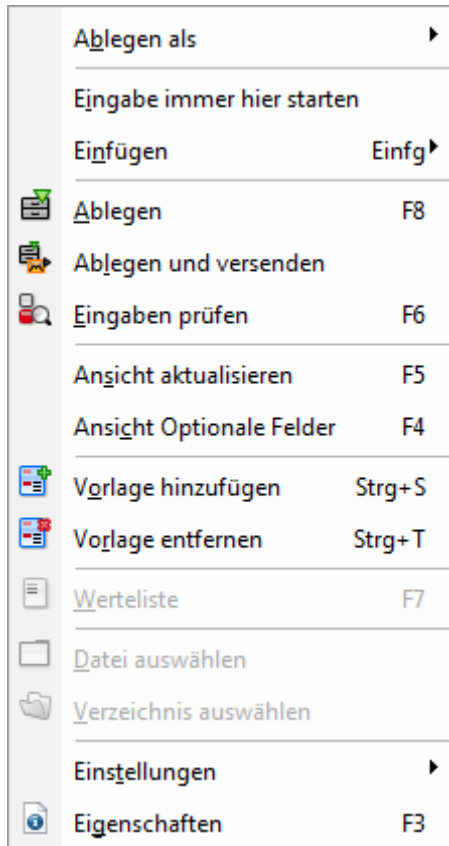 Ablegen als
Eingabe immer hier starten
Einfügen Einfg
Ablegen F8
Ablegen und versenden
Eingaben prüfen F6
Ansicht aktualisieren F5
Ansicht Optionale Felder F4
Vorlage hinzufügen Strg+S
Vorlage entfernen Strg+T
Werteliste F7
Datei auswählen
Verzeichnis auswählen
Einstellungen
Eigenschaften F3